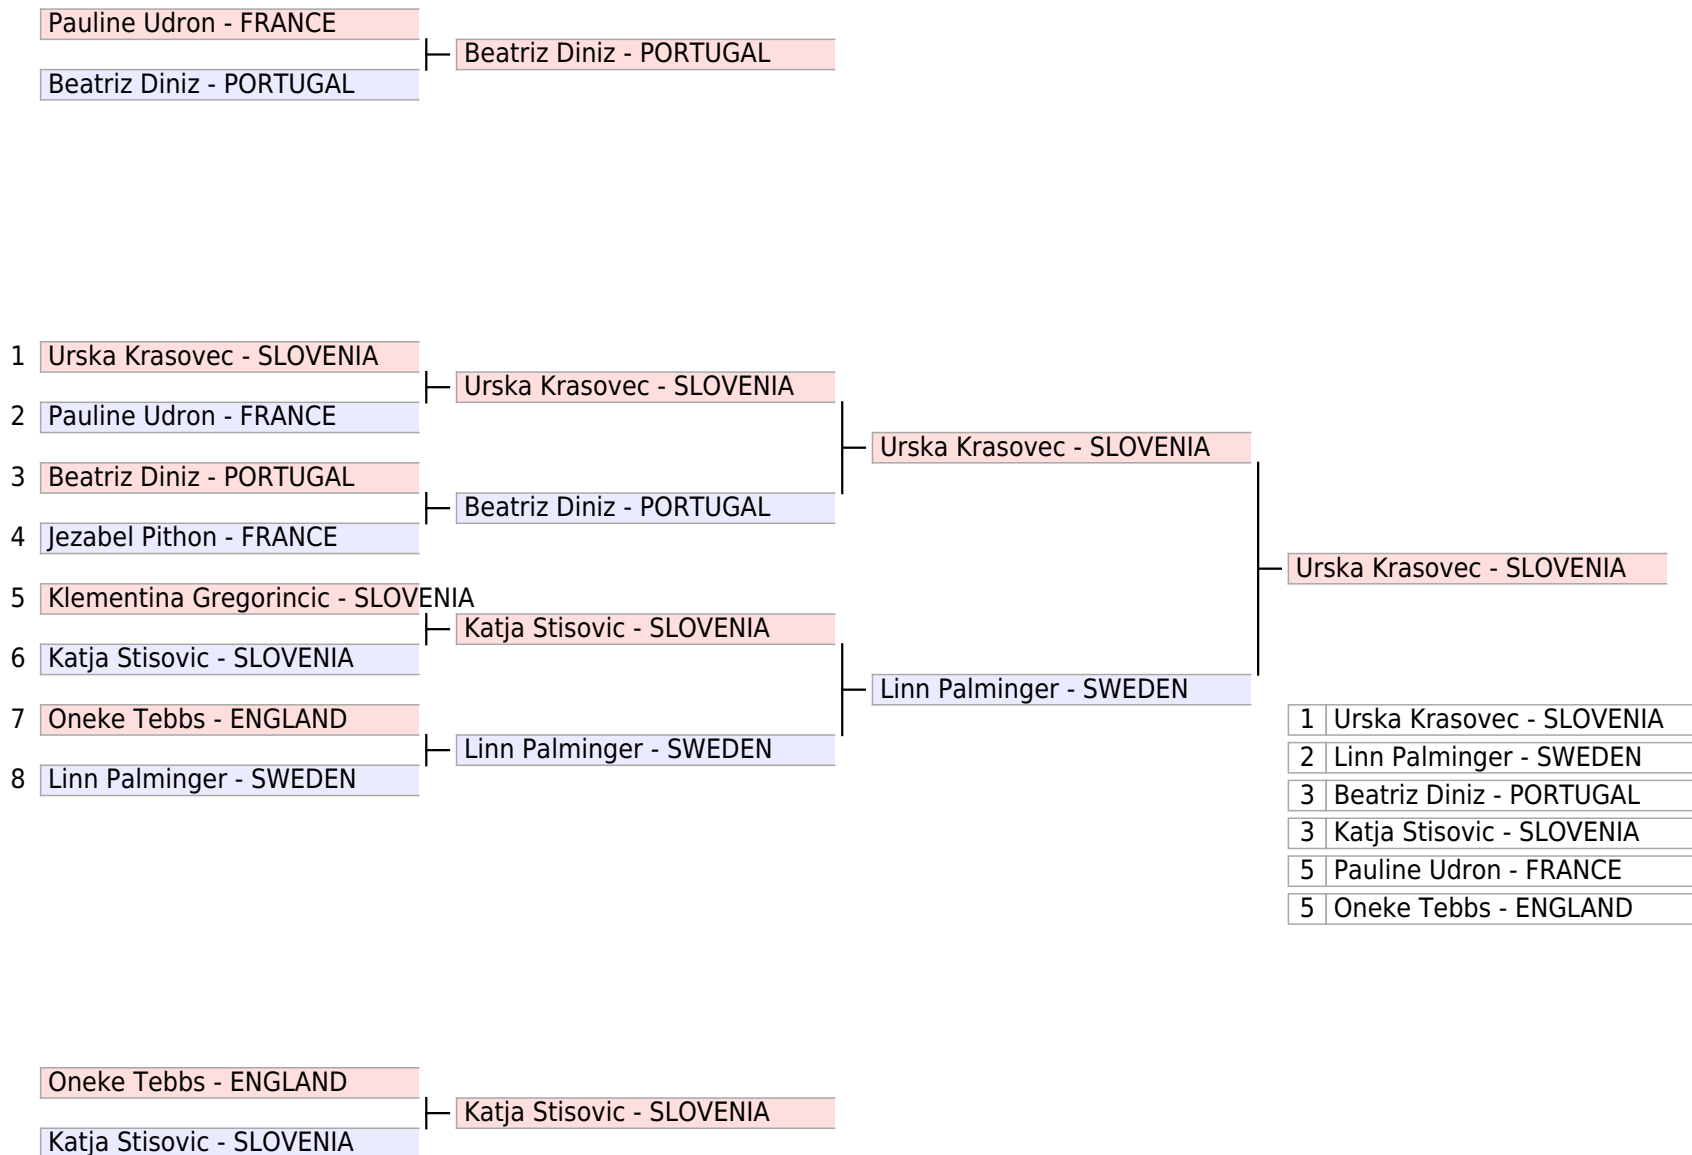 Pauline Udron - FRANCE
Beatriz Diniz - PORTUGAL
Beatriz Diniz - PORTUGAL
1 Urska Krasovec - SLOVENIA
Urska Krasovec - SLOVENIA
2 Pauline Udron - FRANCE
Urska Krasovec - SLOVENIA
3 Beatriz Diniz - PORTUGAL
Beatriz Diniz - PORTUGAL
4 Jezabel Pithon - FRANCE
Urska Krasovec - SLOVENIA
5 Klementina Gregorincic - SLOVENIA
Katja Stisovic - SLOVENIA
6 Katja Stisovic - SLOVENIA
Linn Palminger - SWEDEN
7 Oneke Tebbs - ENGLAND
Linn Palminger - SWEDEN
8 Linn Palminger - SWEDEN
1 Urska Krasovec - SLOVENIA
2 Linn Palminger - SWEDEN
3 Beatriz Diniz - PORTUGAL
3 Katja Stisovic - SLOVENIA
5 Pauline Udron - FRANCE
5 Oneke Tebbs - ENGLAND
Oneke Tebbs - ENGLAND
Katja Stisovic - SLOVENIA
Katja Stisovic - SLOVENIA